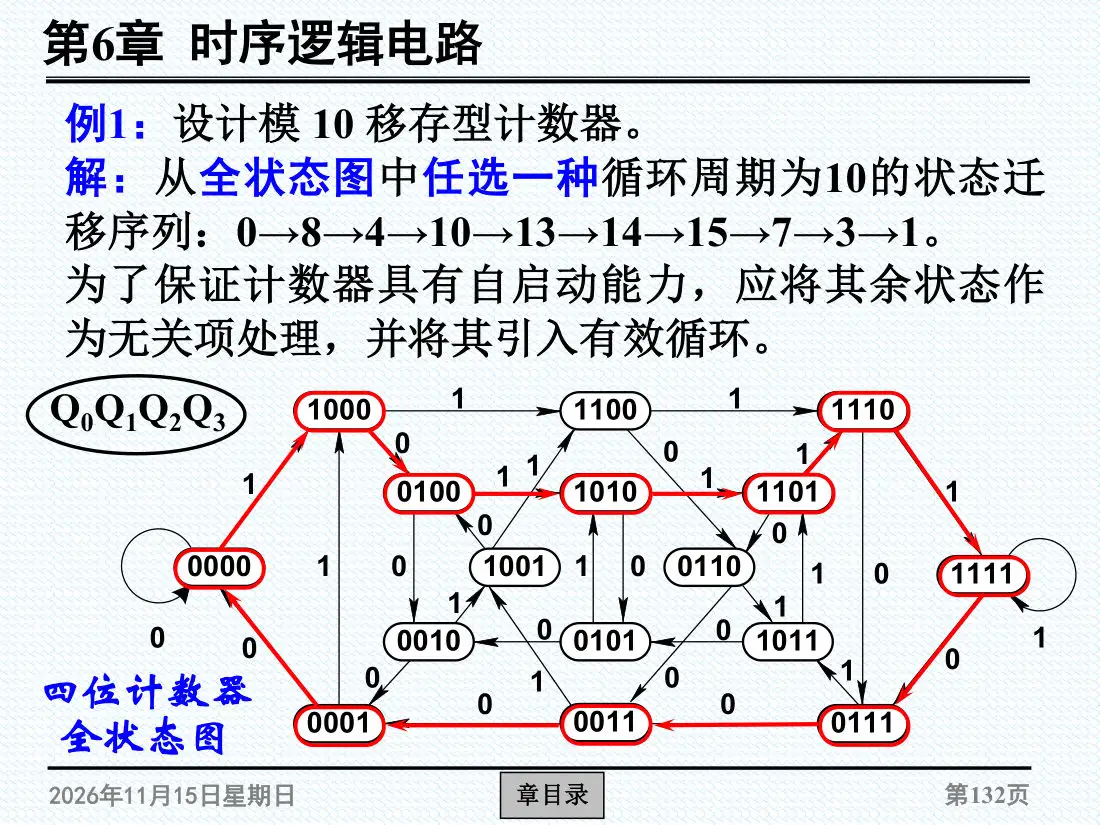 第6章 时序逻辑电路
例1：设计模 10 移存型计数器。
解：从全状态图中任选一种循环周期为10的状态迁
移序列：0→8→4→10→13→14→15→7→3→1。
为了保证计数器具有自启动能力，应将其余状态作
为无关项处理，并将其引入有效循环。
Q0Q1Q2Q3
1000 1 1100 1 1110
0 0 1
1 0100 1 1 1010 1 1101 1
0 0
0000 1 0 1001 1 0 0110 1 0 1111
1 1
0 0 0010 0 0101 0 1011 0 1
0 1 0 1
0001 0 0011 0 0111
四位计数器
全状态图
2026年11月15日星期日 章目录 第132页